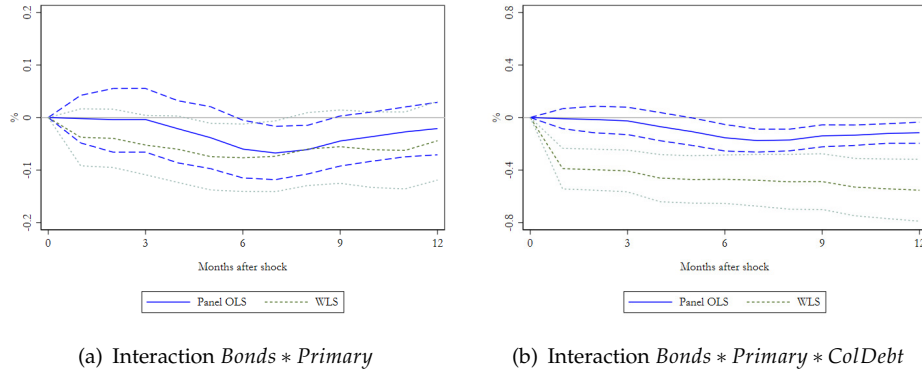 0.2
0.1
0
-0.1
-0.2
%
0 3 6 9 12
Months after shock
Panel OLS WLS
(a) Interaction Bonds * Primary
0.8
0.4
0
-0.4
-0.8
%
0 3 6 9 12
Months after shock
Panel OLS WLS
(b) Interaction Bonds * Primary * ColDebt